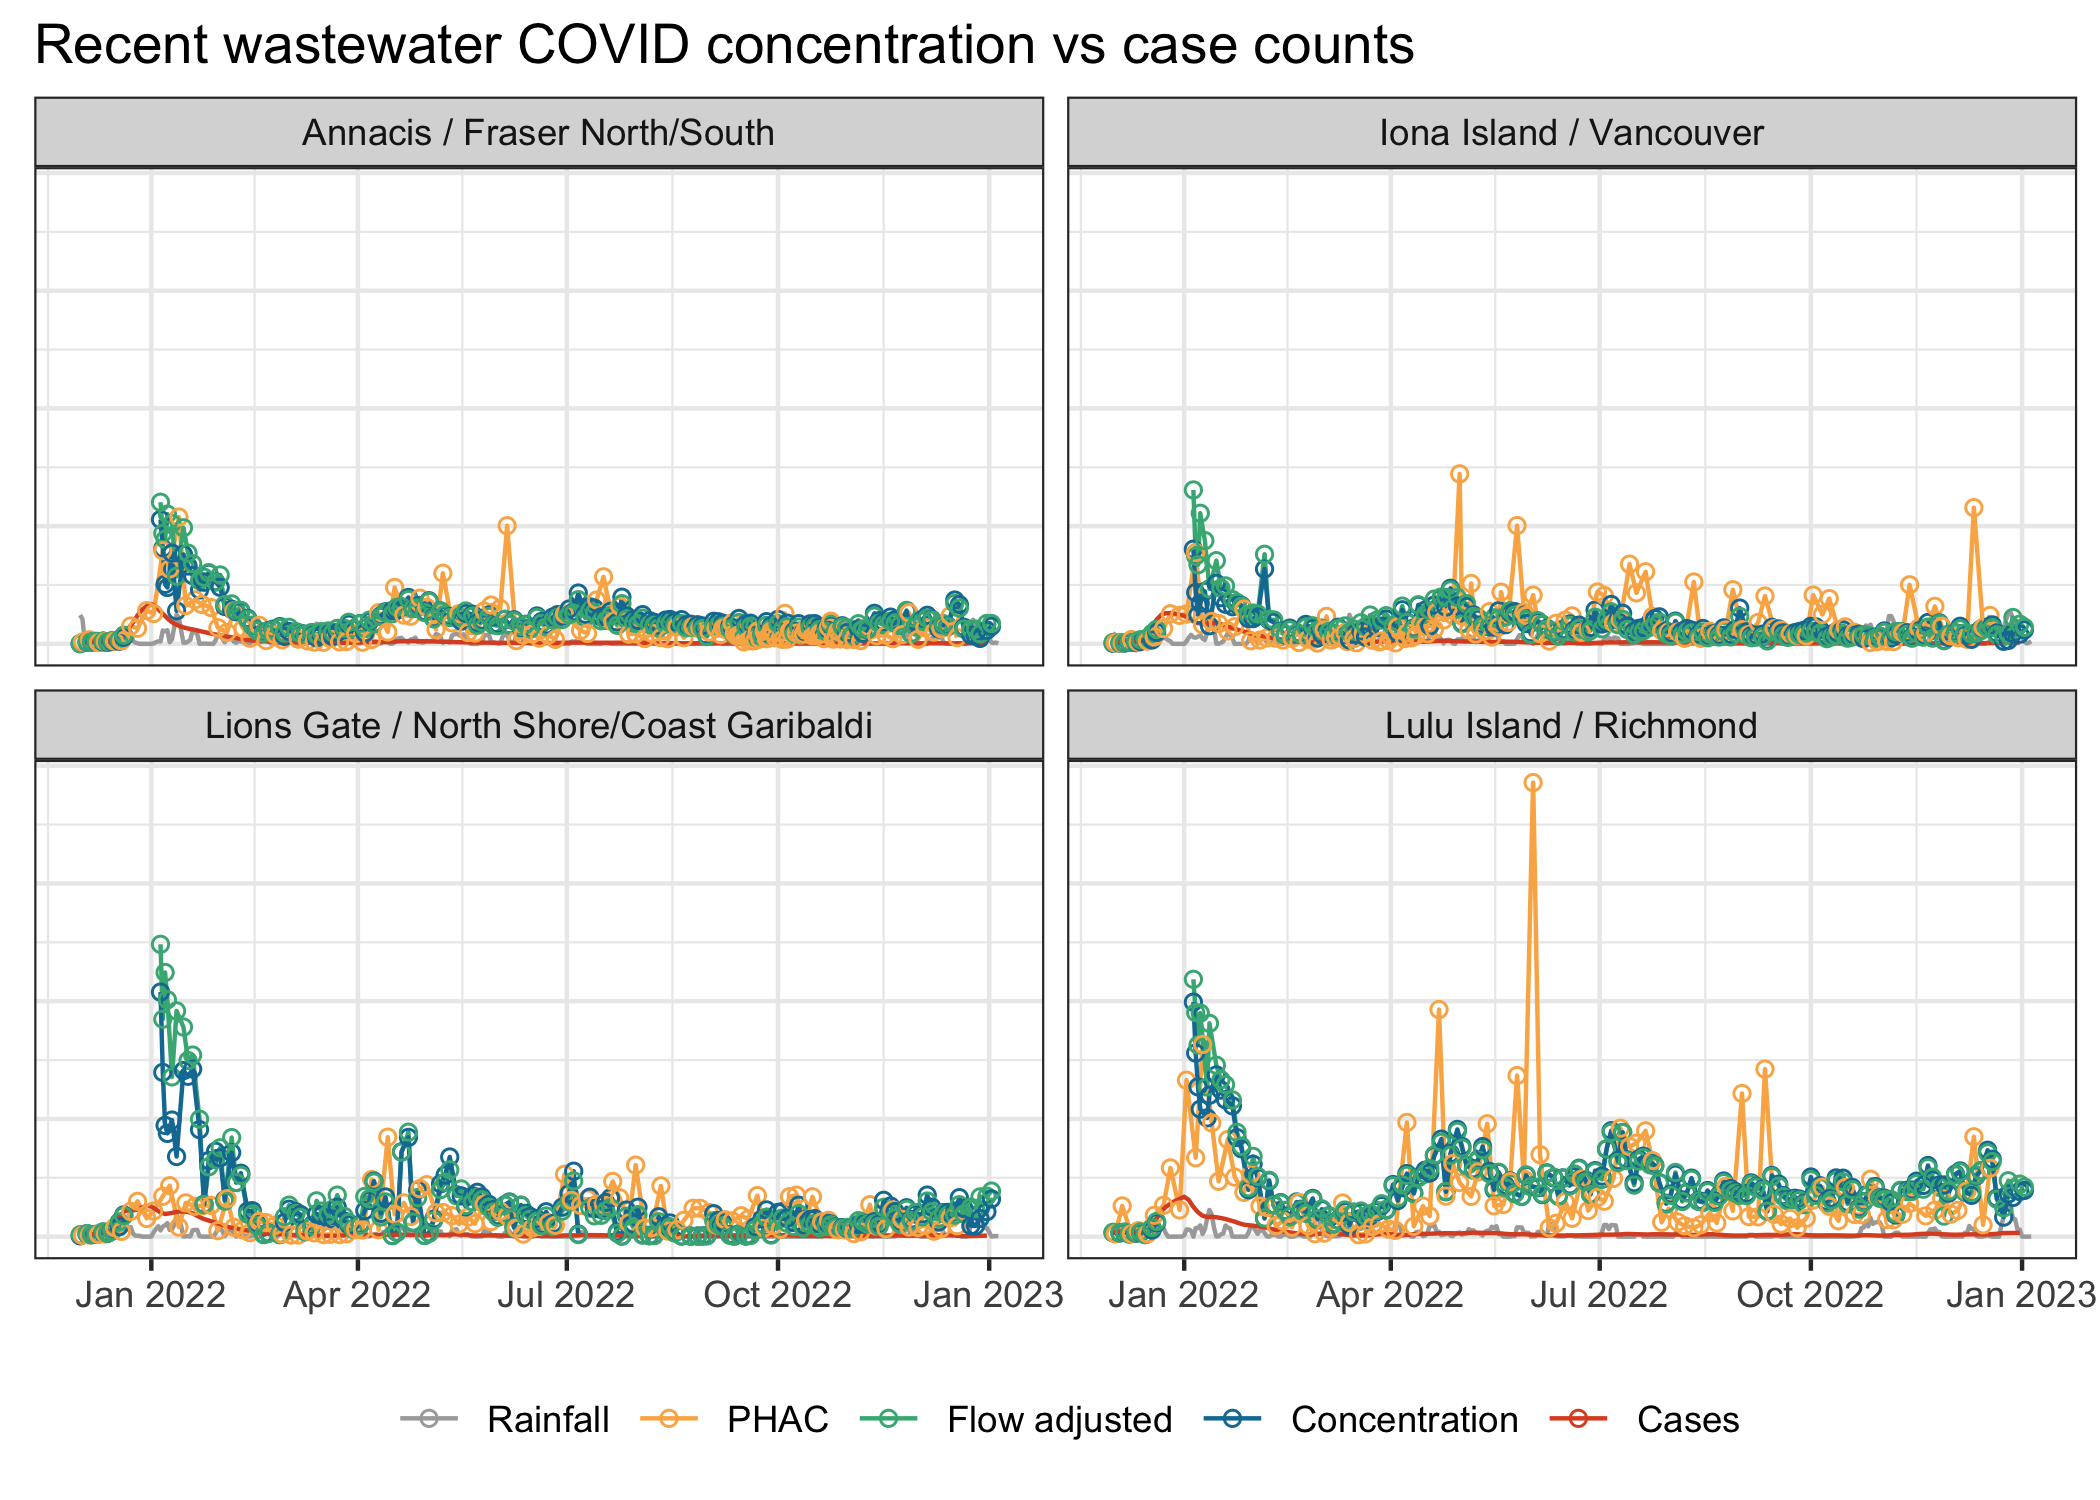 Recent wastewater COVID concentration vs case counts
Annacis / Fraser North/South
Iona Island / Vancouver
Lions Gate / North Shore/Coast Garibaldi
Lulu Island / Richmond
Jan 2022 Apr 2022 Jul 2022 Oct 2022 Jan 2023
Jan 2022 Apr 2022 Jul 2022 Oct 2022 Jan 2023
Rainfall PHAC Flow adjusted Concentration Cases